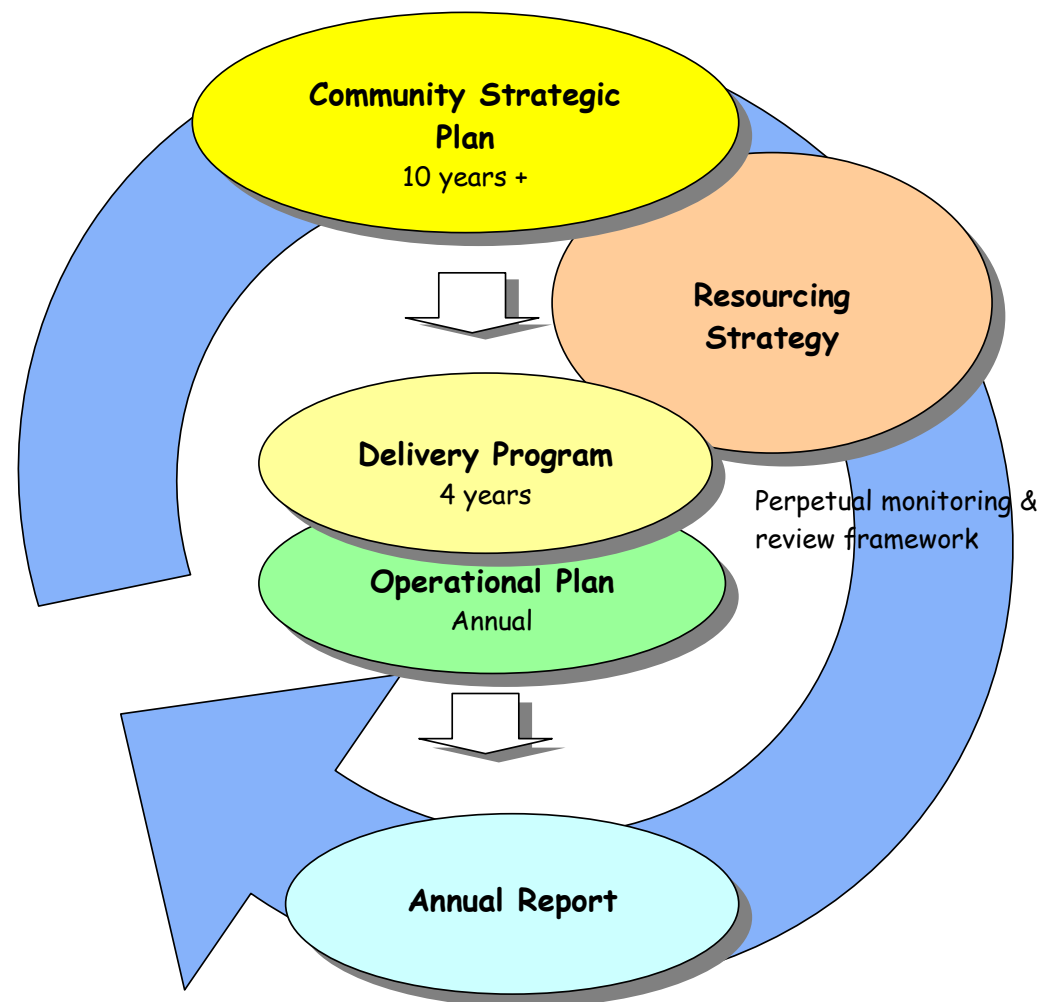 Community Strategic
Plan
10 years +
Resourcing
Strategy
Delivery Program
4 years
Perpetual monitoring &
review framework
Operational Plan
Annual
Annual Report